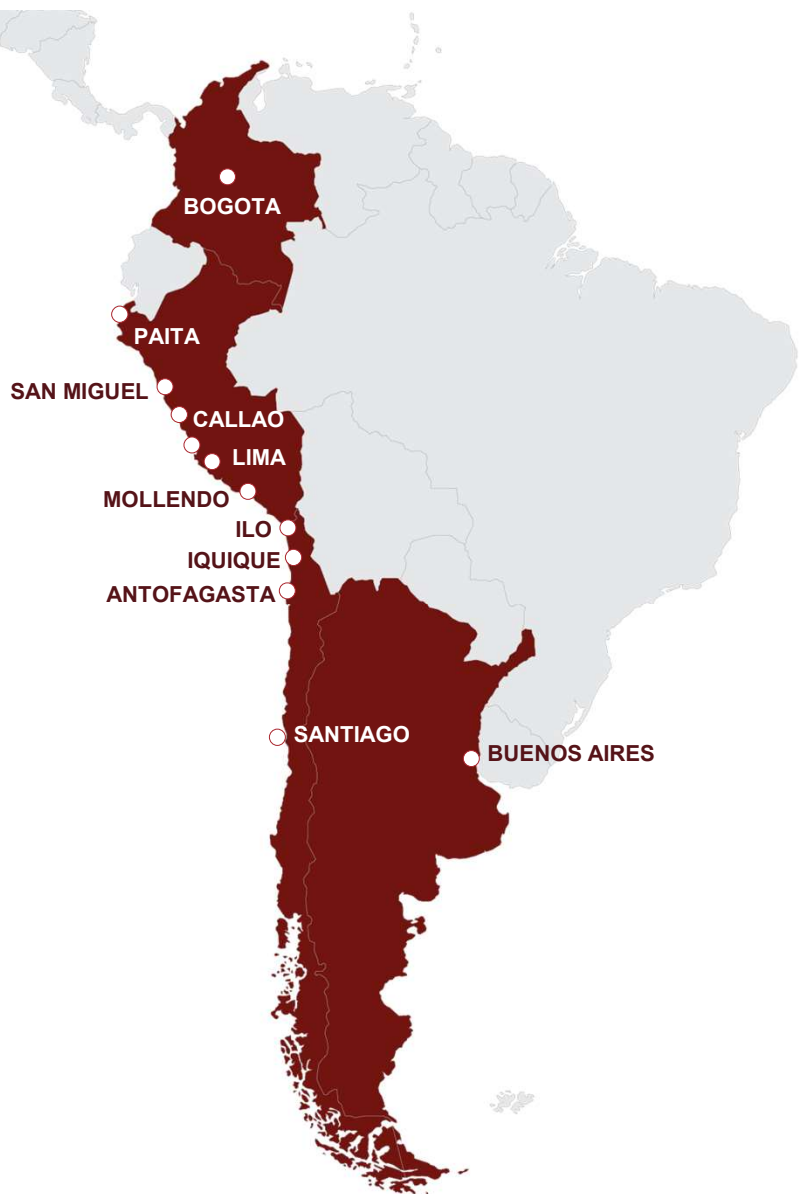 BOGOTA
PAITA
SAN MIGUEL
CALLAO
LIMA
MOLLENDO
ILO
IQUIQUE
ANTOFAGASTA
SANTIAGO
BUENOS AIRES